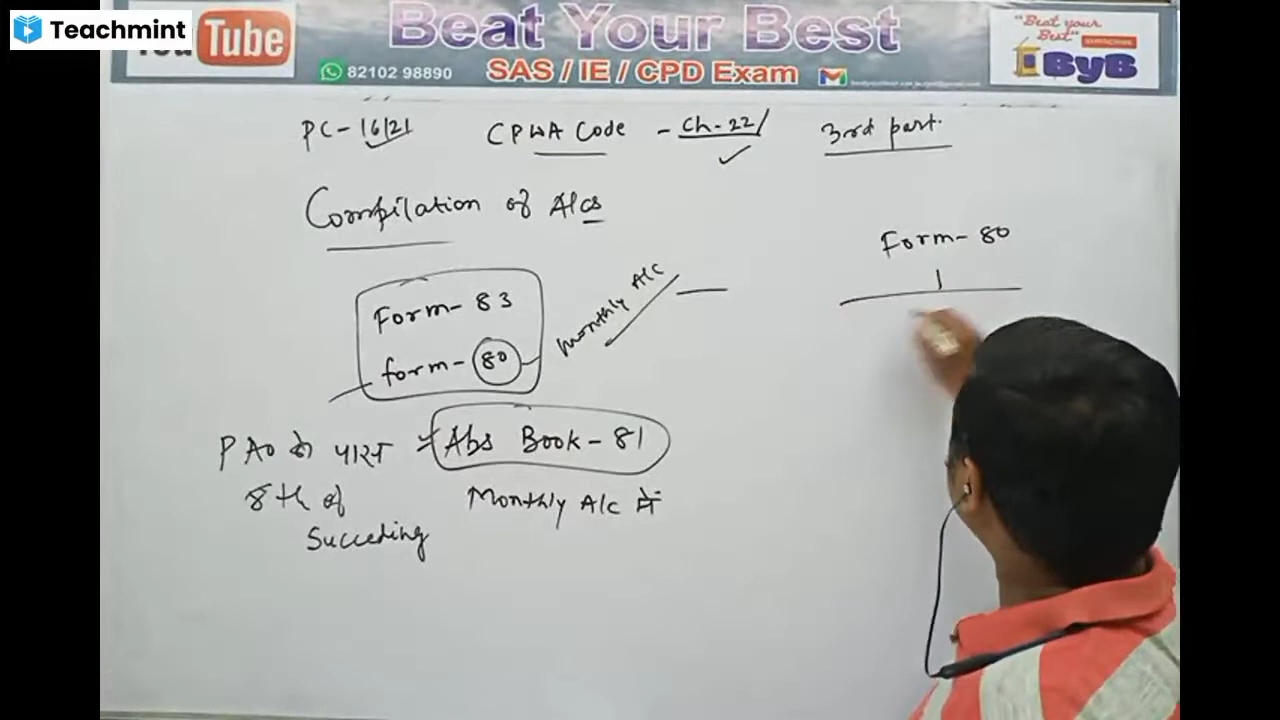 Teachmint
You Tube
Beat Your Best
82102 98890
SAS / IE / CPD Exam
"Beat your Best"
ByB
PC - 16/21 CPWA Code - Ch-22/ 3rd part.
Compilation of A/cs
Form - 83
form - 80
Monthly A/C
Form - 80
PAO के पास
Abs Book - 81
8th of Succeding
Monthly A/c में